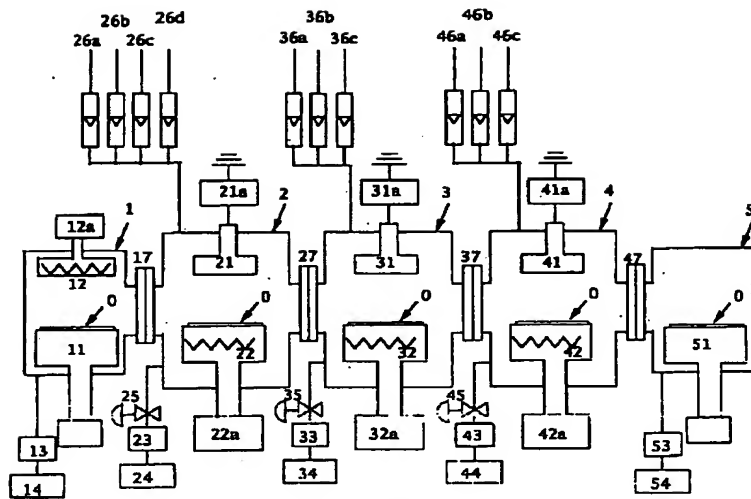 26b 26d 36b 46b
26a 26c 36a 36c 46a 46c
21a 2 31a 3 41a 4 5
12a 1 17 27 37 47
21 31 41
12 0 0 0 0 0
11 22 32 42 51
25 35 45
13 23 22a 33 32a 43 42a 53
14 24 34 44 54